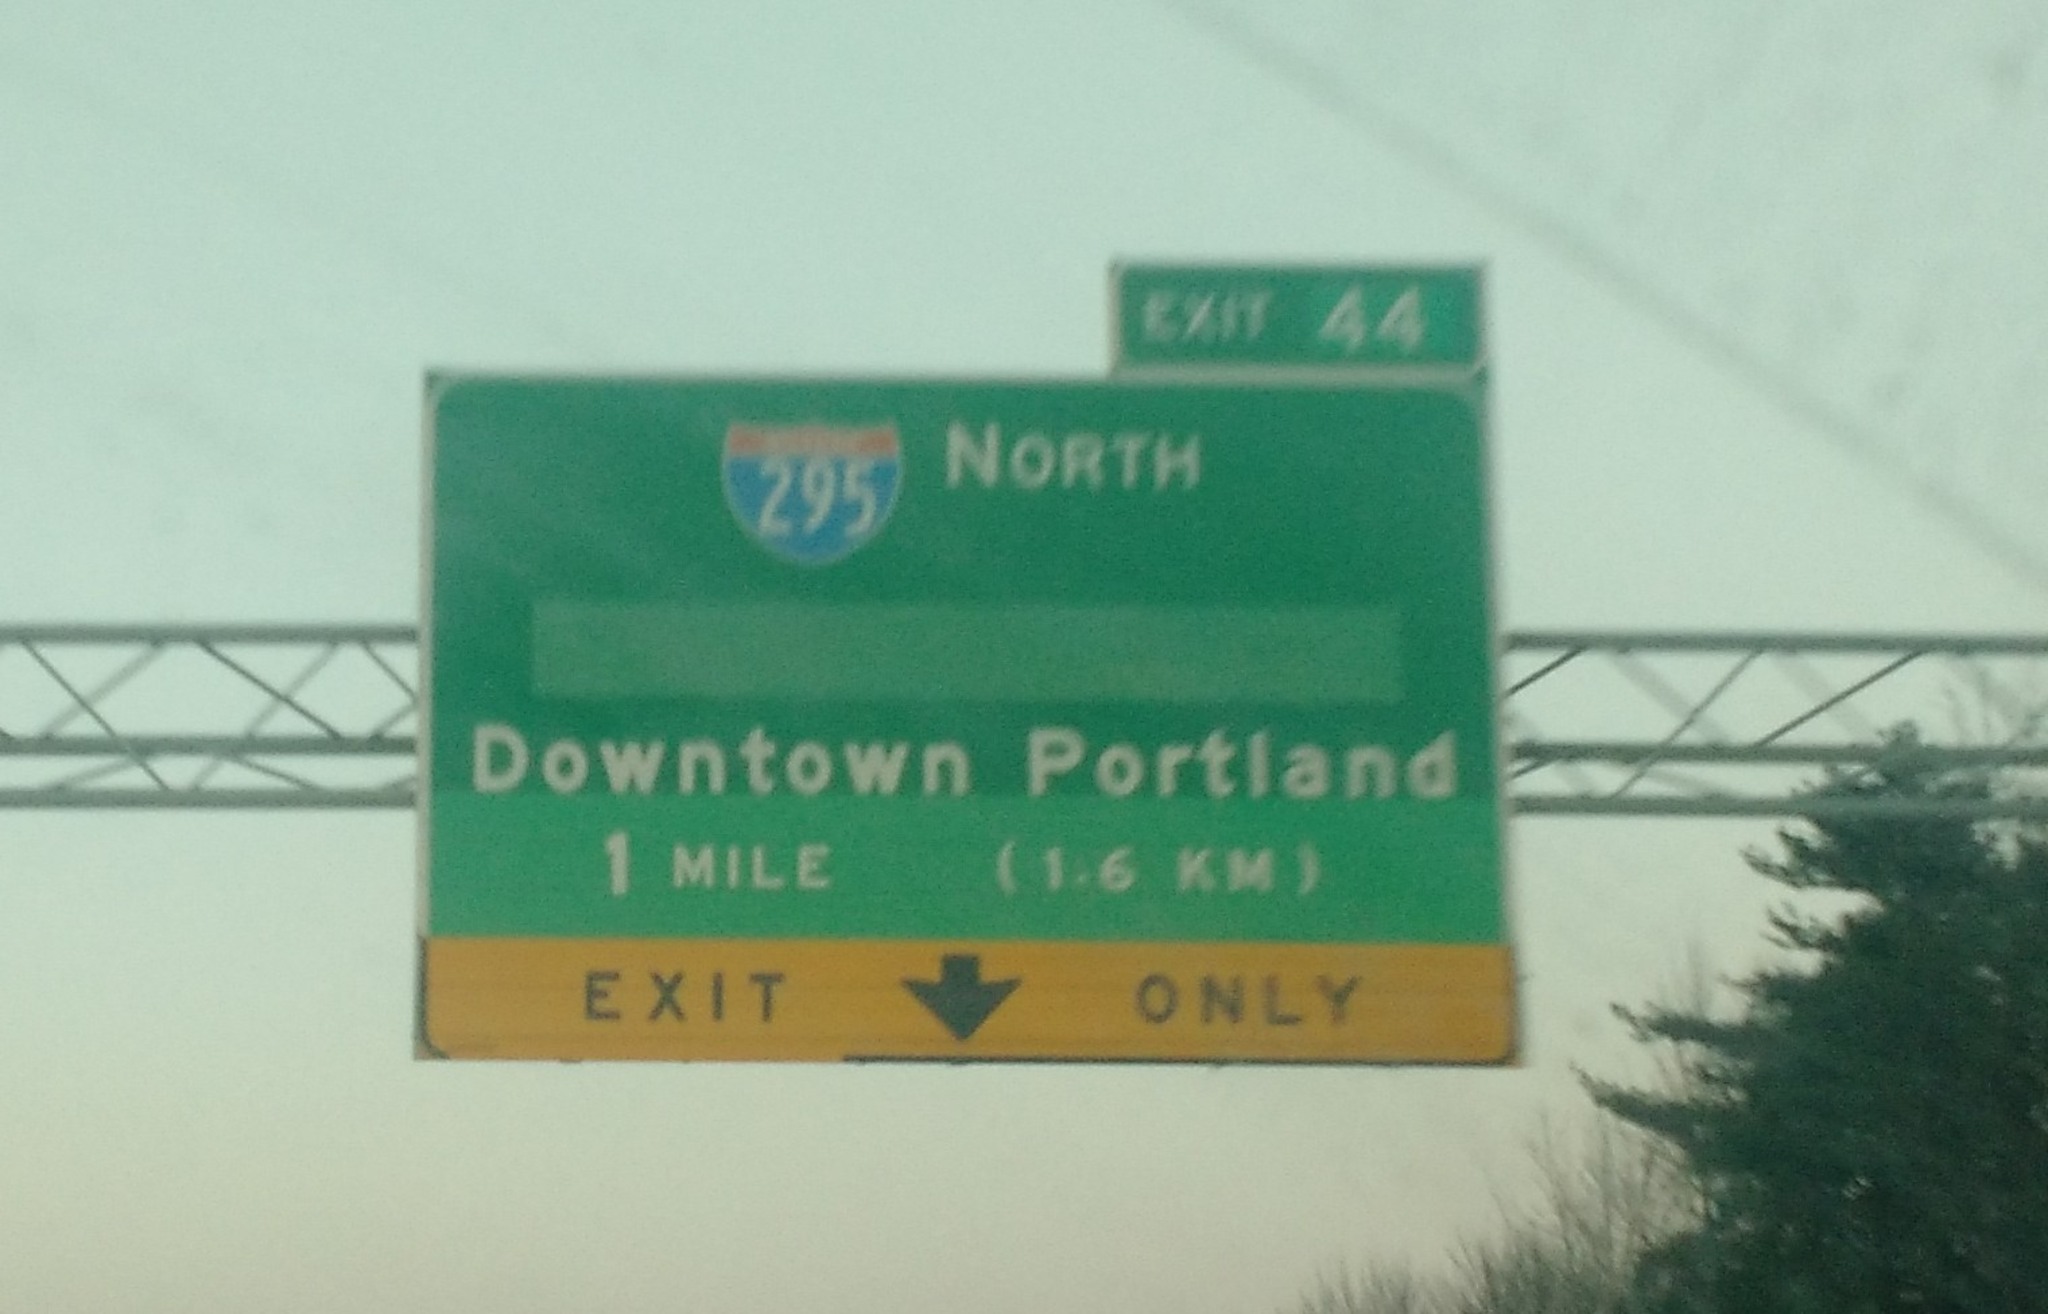 EXIT 44
295 NORTH
Downtown Portland
1 MILE (1.6 KM)
EXIT ONLY